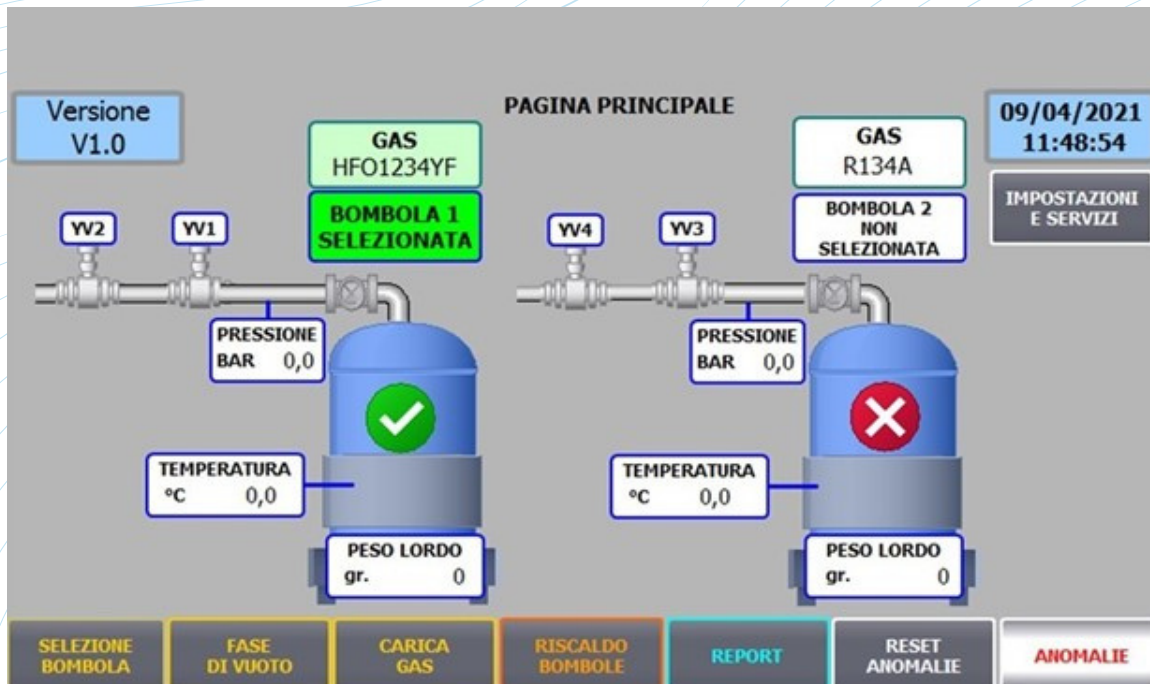 PAGINA PRINCIPALE
Versione
V1.0
09/04/2021
11:48:54
IMPOSTAZIONI
E SERVIZI
GAS
HFO1234YF
BOMBOLA 1
SELEZIONATA
YV2
YV1
PRESSIONE
BAR 0,0
TEMPERATURA
°C 0,0
PESO LORDO
gr. 0
GAS
R134A
BOMBOLA 2
NON
SELEZIONATA
YV4
YV3
PRESSIONE
BAR 0,0
TEMPERATURA
°C 0,0
PESO LORDO
gr. 0
SELEZIONE
BOMBOLA
FASE
DI VUOTO
CARICA
GAS
RISCALDO
BOMBOLE
REPORT
RESET
ANOMALIE
ANOMALIE